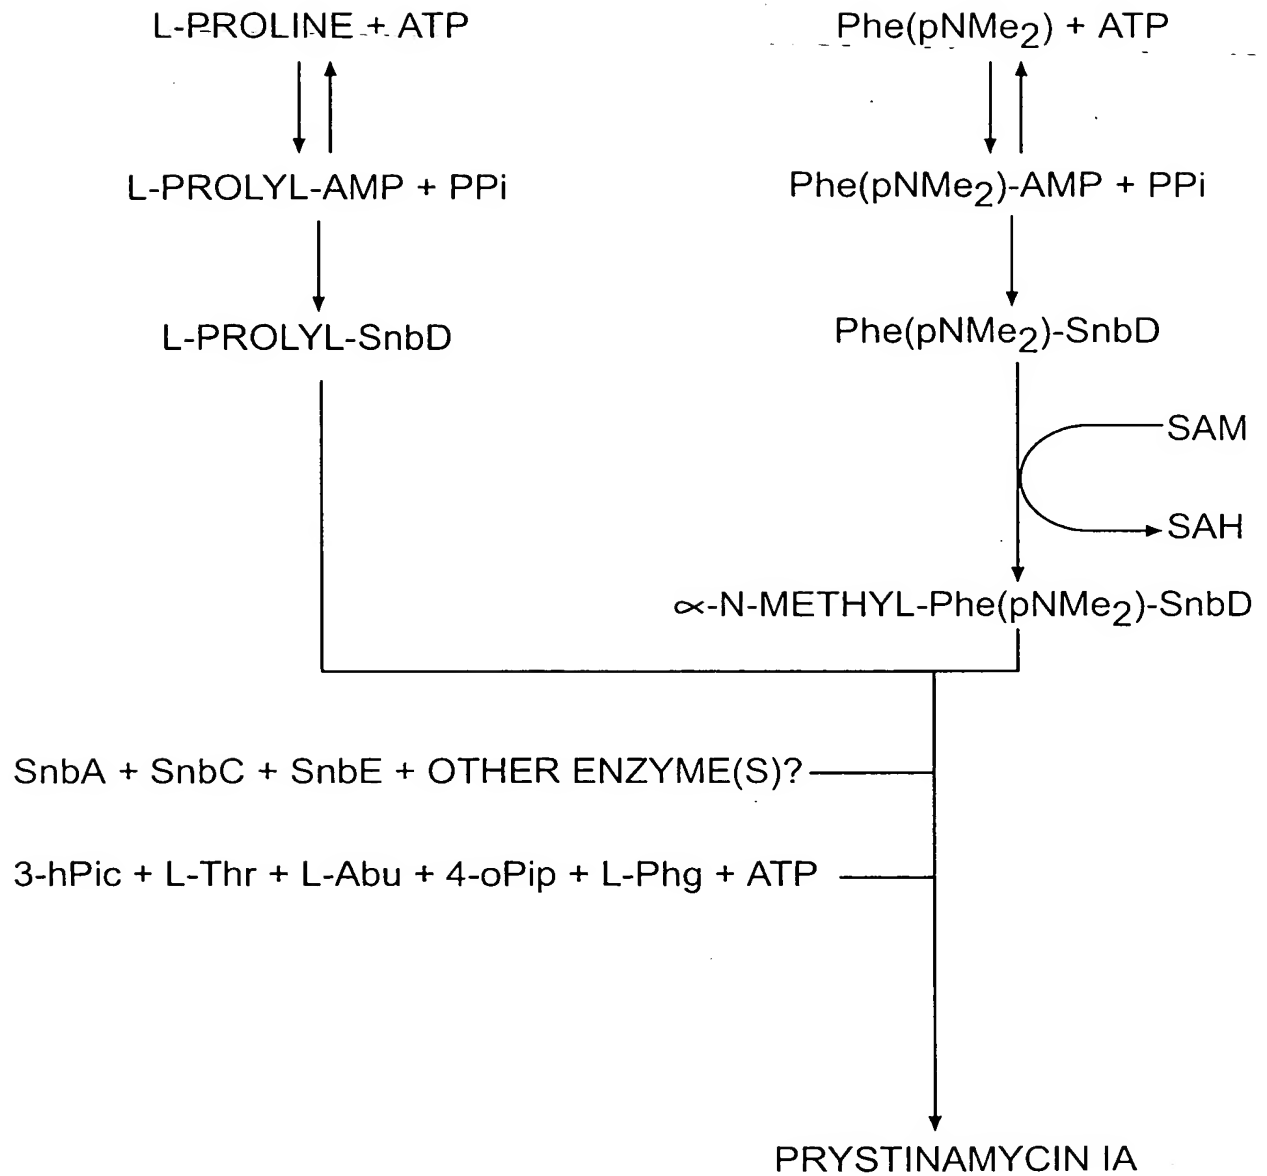 L-PROLINE + ATP
Phe(pNMe2) + ATP
L-PROLYL-AMP + PPi
Phe(pNMe2)-AMP + PPi
L-PROLYL-SnbD
Phe(pNMe2)-SnbD
SAM
SAH
∝-N-METHYL-Phe(pNMe2)-SnbD
SnbA + SnbC + SnbE + OTHER ENZYME(S)?
3-hPic + L-Thr + L-Abu + 4-oPip + L-Phg + ATP
PRYSTINAMYCIN IA